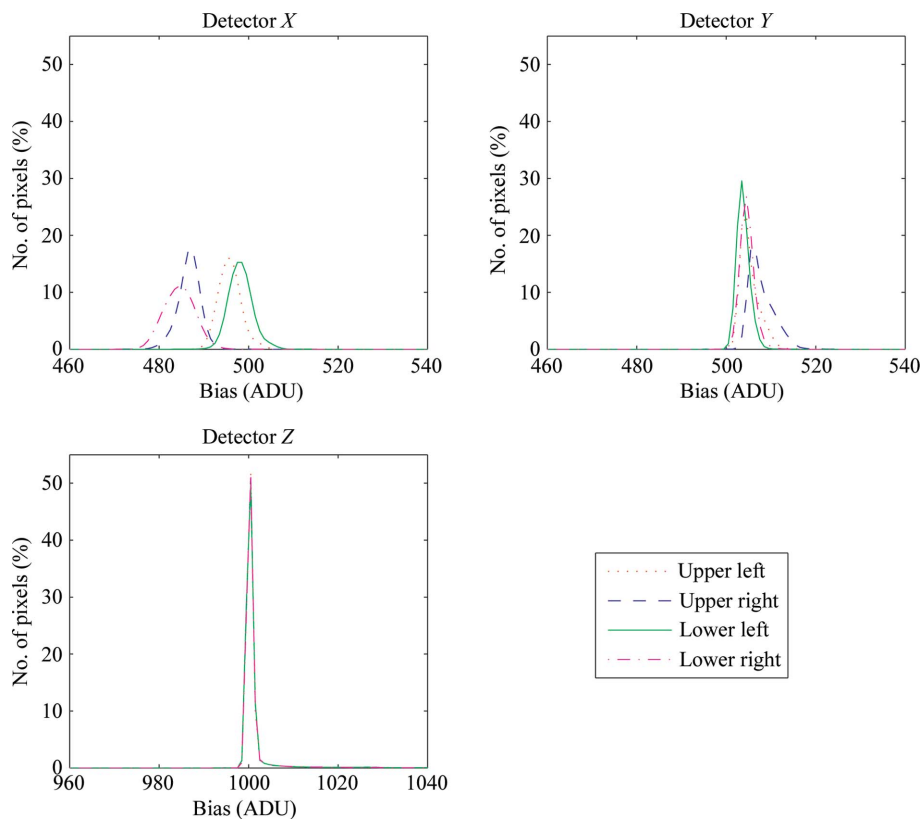 Detector X
50
40
30
20
10
0
460
480
500
520
540
No. of pixels (%)
Bias (ADU)
Detector Y
50
40
30
20
10
0
460
480
500
520
540
No. of pixels (%)
Bias (ADU)
Detector Z
50
40
30
20
10
0
960
980
1000
1020
1040
No. of pixels (%)
Bias (ADU)
Upper left
Upper right
Lower left
Lower right